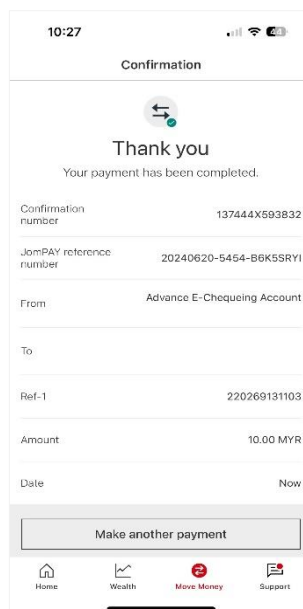 10:27
Confirmation
Thank you
Your payment has been completed.
Confirmation
number
137444X593832
JomPAY reference
number
20240620-5454-B6K5SRYI
From
Advance E-Chequeing Account
To
Ref-1
220269131103
Amount
10.00 MYR
Date
Now
Make another payment
Home
Wealth
Move Money
Support